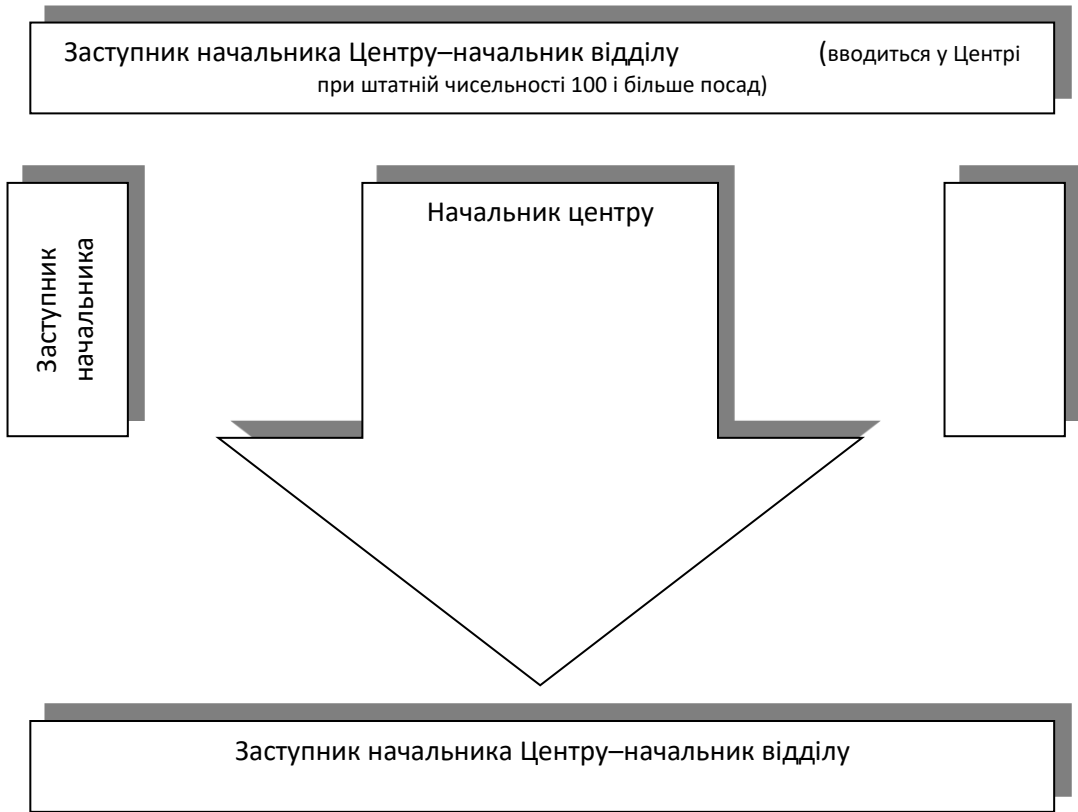 Заступник начальника Центру–начальник відділу (вводиться у Центрі
при штатній чисельності 100 і більше посад)
Заступник
начальника
Начальник центру
Заступник начальника Центру–начальник відділу